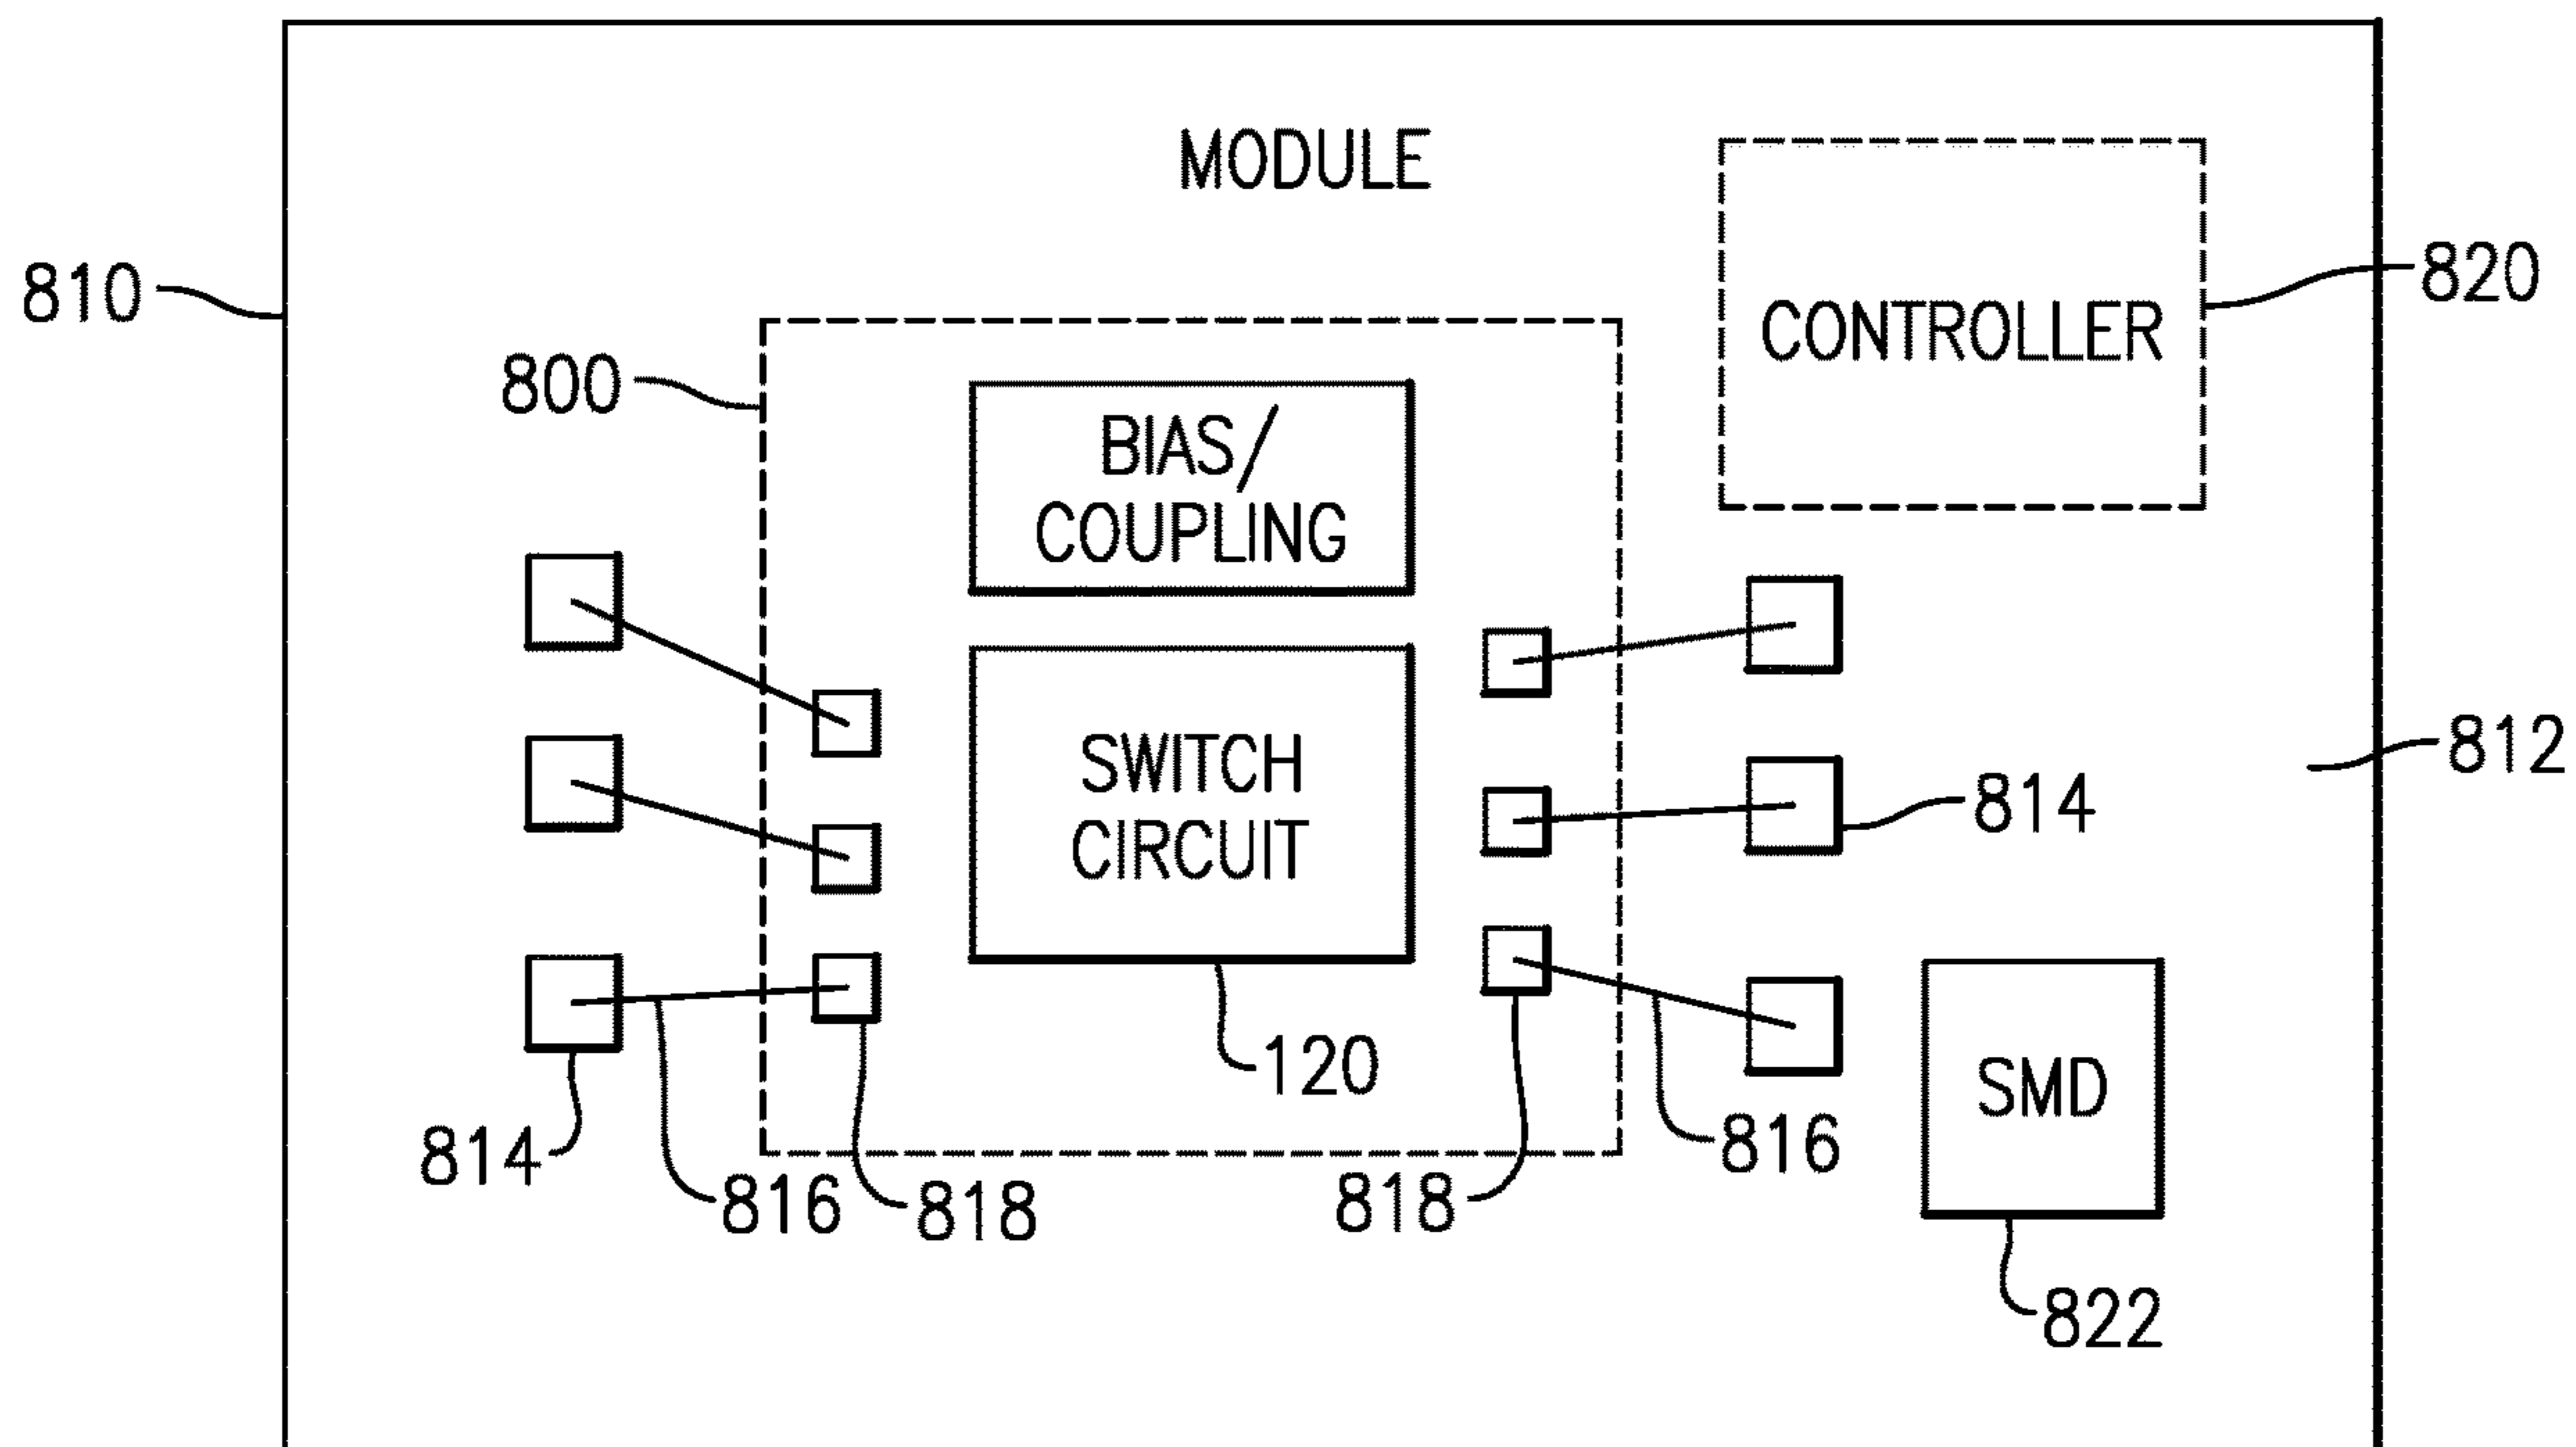 MODULE
810
820
CONTROLLER
800
BIAS/
COUPLING
812
SWITCH
CIRCUIT
814
120
SMD
814
816
816
818
818
822